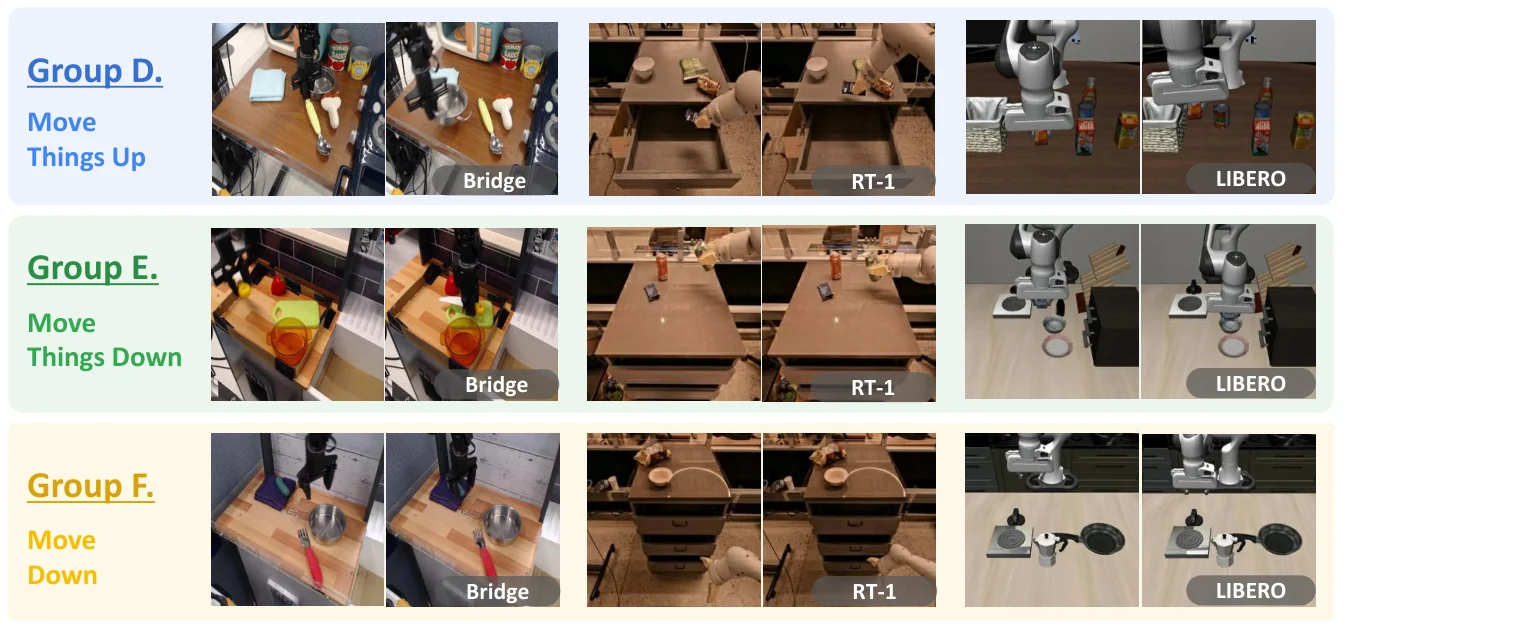 Group D.
Move
Things Up
Bridge
RT-1
LIBERO
Group E.
Move
Things Down
Bridge
RT-1
LIBERO
Group F.
Move
Down
Bridge
RT-1
LIBERO